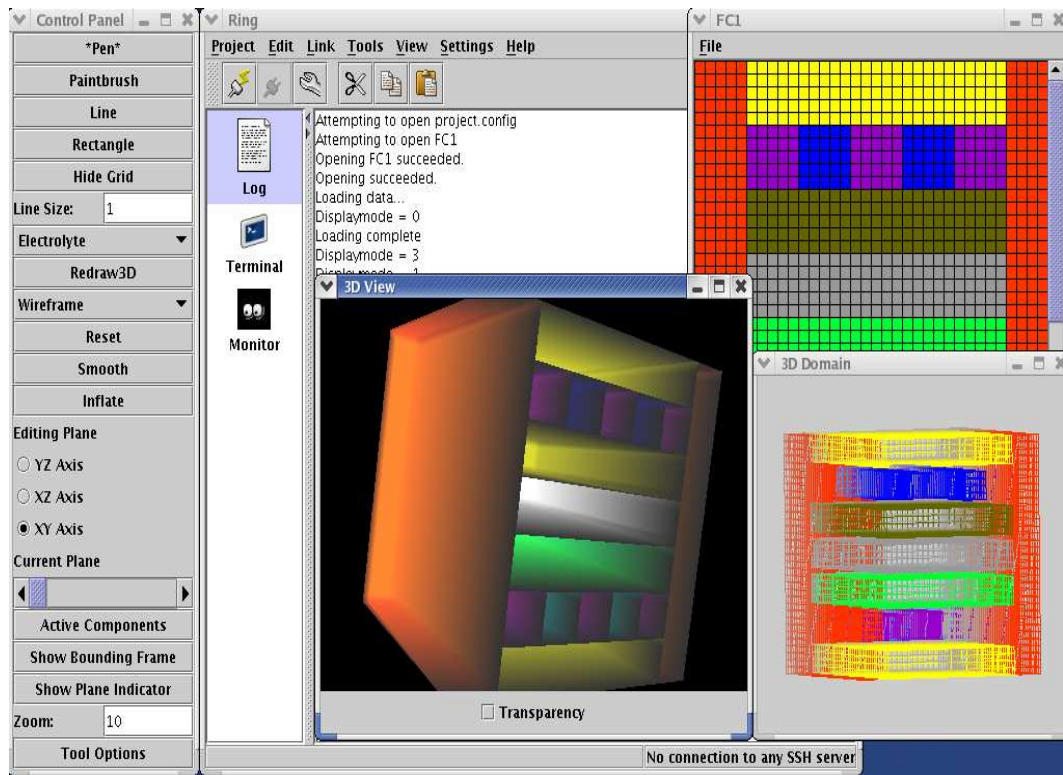 Control Panel
*Pen*
Paintbrush
Line
Rectangle
Hide Grid
Line Size: 1
Electrolyte
Redraw3D
Wireframe
Reset
Smooth
Inflate
Editing Plane
YZ Axis
XZ Axis
XY Axis
Current Plane
Active Components
Show Bounding Frame
Show Plane Indicator
Zoom: 10
Tool Options
Ring
Project Edit Link Tools View Settings Help
Log
Terminal
Monitor
Attempting to open project.config
Attempting to open FC1
Opening FC1 succeeded.
Opening succeeded.
Loading data...
Displaymode = 0
Loading complete
Displaymode = 3
Displaymode = 1
3D View
Transparency
No connection to any SSH server
FC1
File
3D Domain